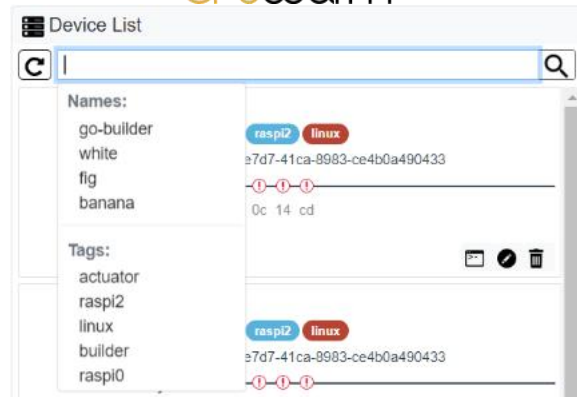 Device List
Names:
go-builder
white
fig
banana
Tags:
actuator
raspi2
linux
builder
raspi0
raspi2 linux
e7d7-41ca-8983-ce4b0a490433
0c 14 cd
raspi2 linux
e7d7-41ca-8983-ce4b0a490433